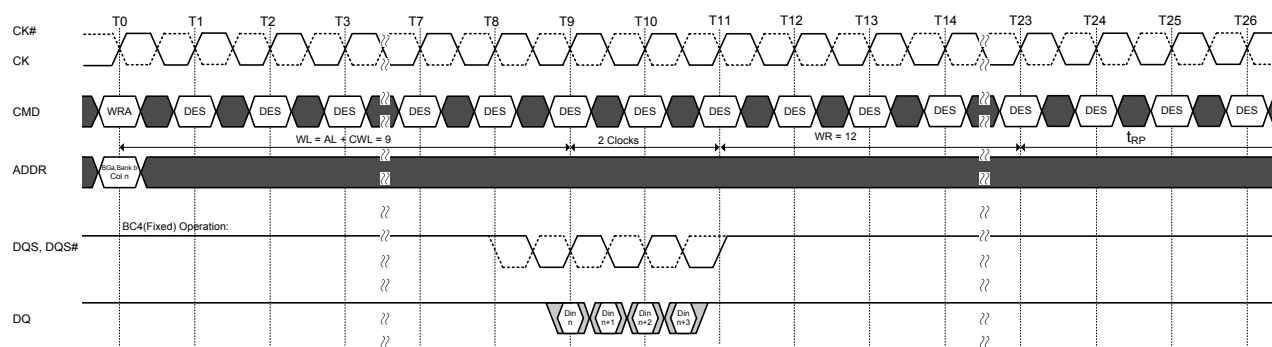 T0 T1 T2 T3 T7 T8 T9 T10 T11 T12 T13 T14 T23 T24 T25 T26
CK#
CK
CMD WRA DES DES DES DES DES DES DES DES DES DES DES DES DES DES DES
WL = AL + CWL = 9 2 Clocks WR = 12 tRP
ADDR BGa,Bank b
Col n
BC4(Fixed) Operation:
DQS, DQS#
DQ Din n Din n+1 Din n+2 Din n+3